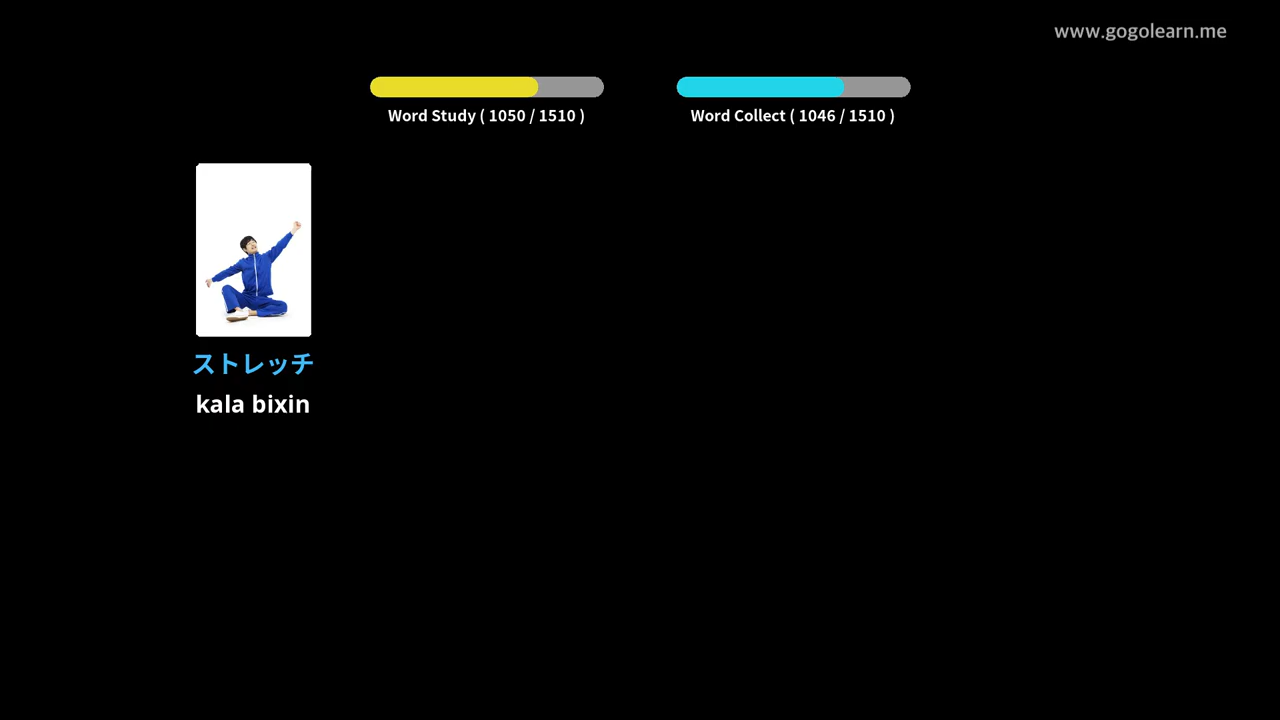 www.gogolearn.me
Word Study ( 1050 / 1510 )
Word Collect ( 1046 / 1510 )
ストレッチ
kala bixin